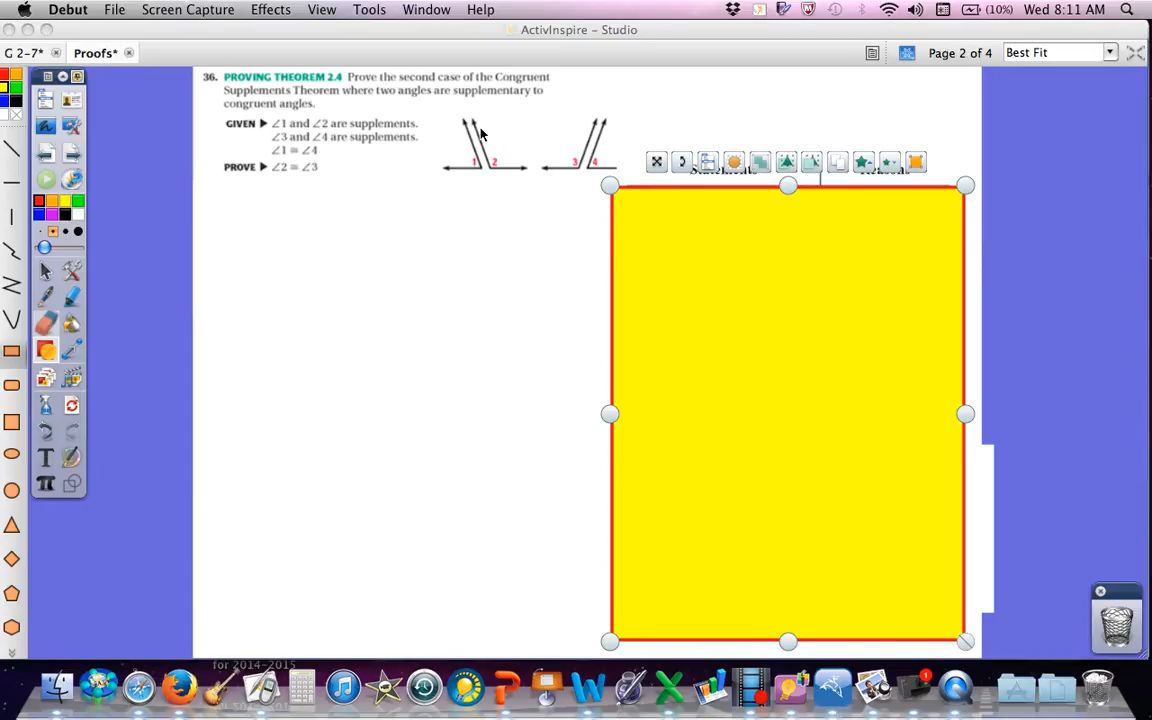 Debut File Screen Capture Effects View Tools Window Help (10%) Wed 8:11 AM
ActivInspire – Studio
G 2-7* Proofs* Page 2 of 4 Best Fit
36. PROVING THEOREM 2.4 Prove the second case of the Congruent
Supplements Theorem where two angles are supplementary to
congruent angles.
GIVEN ▶ ∠1 and ∠2 are supplements.
∠3 and ∠4 are supplements.
∠1 ≅ ∠4
PROVE ▶ ∠2 ≅ ∠3
1 2 3 4
for 2014-2015